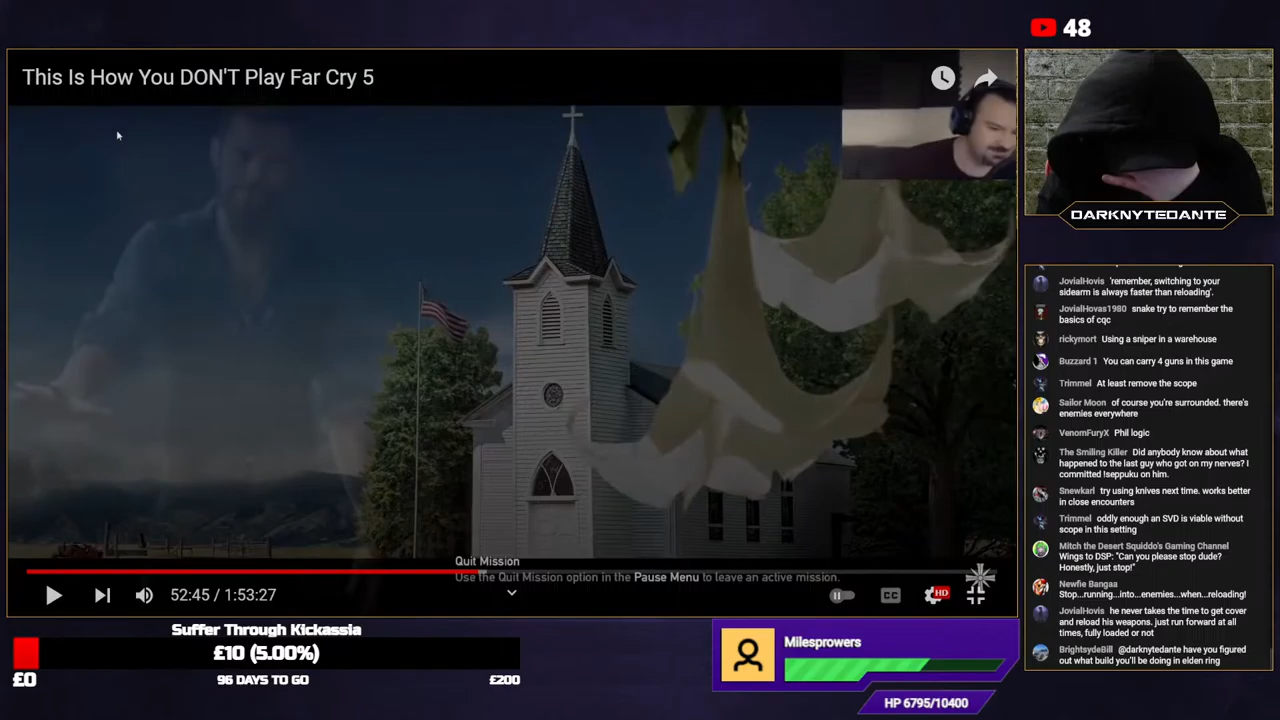 48
This Is How You DON'T Play Far Cry 5
DARKNYTEDANTE
JovialHovis 'remember, switching to your
sidearm is always faster than reloading'.
JovialHovas1980 snake try to remember the
basics of cqc
rickymort Using a sniper in a warehouse
Buzzard 1 You can carry 4 guns in this game
Trimmel At least remove the scope
Sailor Moon of course you're surrounded. there's
enemies everywhere
VenomFuryX Phil logic
The Smiling Killer Did anybody know about what
happened to the last guy who got on my nerves? I
committed !seppuku on him.
Snewkarl try using knives next time. works better
in close encounters
Trimmel oddly enough an SVD is viable without
scope in this setting
Mitch the Desert Squiddo's Gaming Channel
Wings to DSP: "Can you please stop dude?
Honestly, just stop!"
Newfie Bangaa
Stop...running...into...enemies...when...reloading!
JovialHovis he never takes the time to get cover
and reload his weapons. just run forward at all
times, fully loaded or not
BrightsydeBill @darknytedante have you figured
out what build you'll be doing in elden ring
Quit Mission
Use the Quit Mission option in the Pause Menu to leave an active mission.
52:45 / 1:53:27
CC
HD
Suffer Through Kickassia
£10 (5.00%)
£0
96 DAYS TO GO
£200
Milesprowers
HP 6795/10400